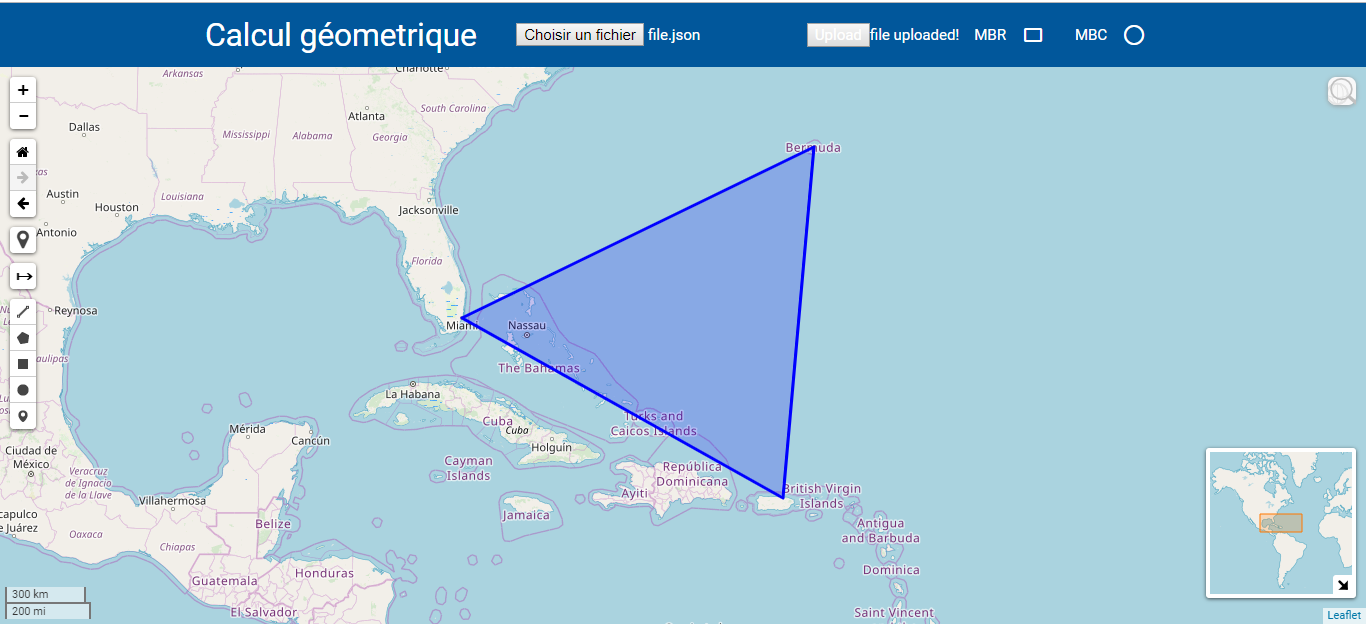 Calcul géometrique
Choisir un fichier file.json
Upload file uploaded!
MBR
MBC
+
−
Arkansas
Charlotte
South Carolina
Atlanta
Dallas
Mississippi
Alabama
Georgia
Bermuda
Austin
Louisiana
Houston
Jacksonville
Antonio
Florida
Reynosa
Miami
Nassau
The Bahamas
La Habana
Cuba
Cuba
Turks and
Caicos Islands
Holguin
Mérida
Cancún
Ciudad de
México
Cayman
Islands
República
Dominicana
Ayiti
Veracruz
de Ignacio
de la Llave
Villahermosa
British Virgin
Islands
Jamaica
Antigua
and Barbuda
capulco
e Juárez
Oaxaca
Belize
Chiapas
Dominica
Guatemala
Honduras
El Salvador
Saint Vincent
300 km
200 mi
Leaflet